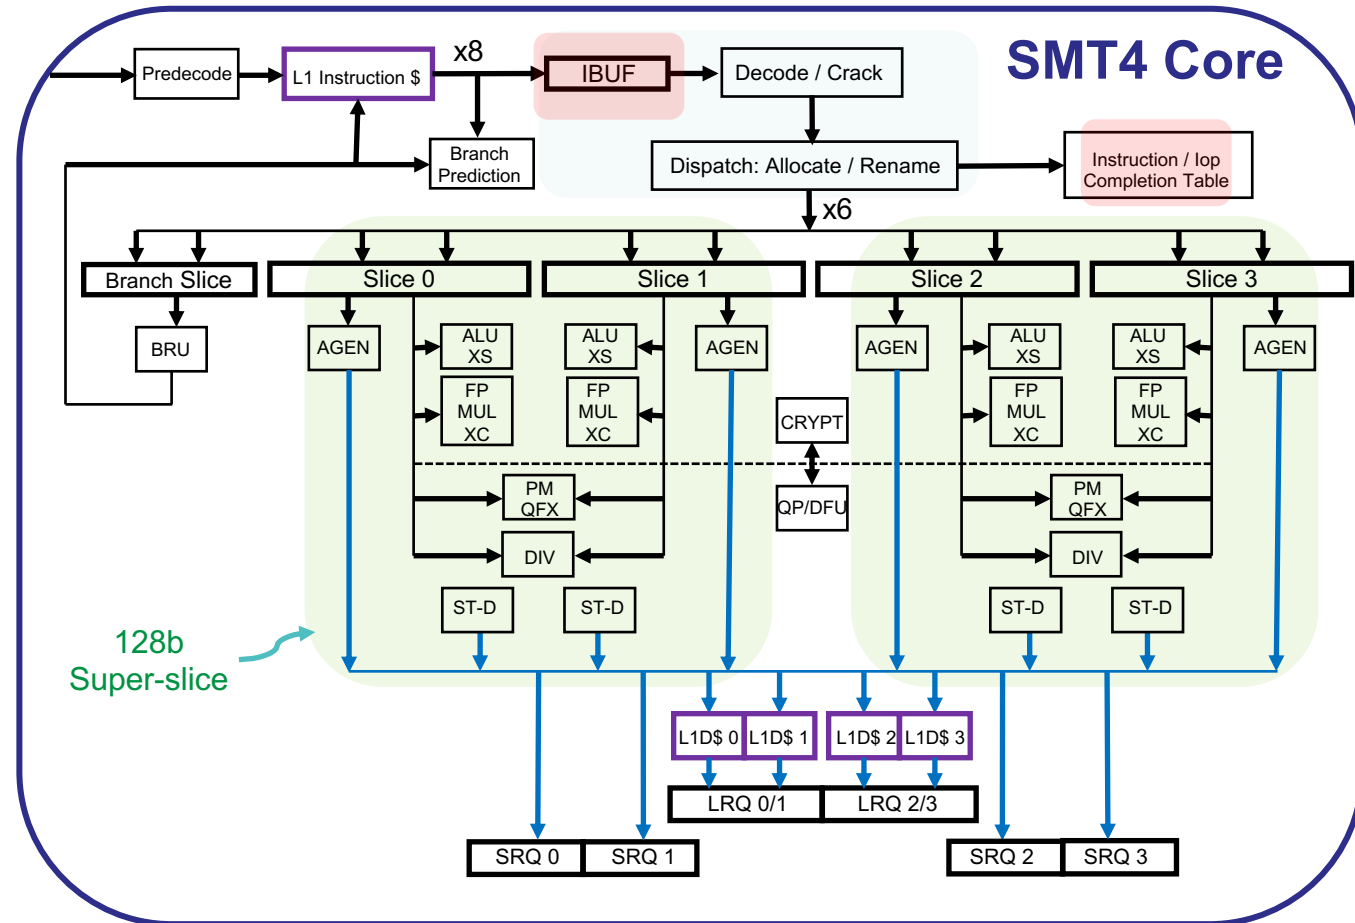 SMT4 Core
Predecode
L1 Instruction $
x8
IBUF
Decode / Crack
Branch
Prediction
Dispatch: Allocate / Rename
Instruction / Iop
Completion Table
x6
Branch Slice
Slice 0
Slice 1
Slice 2
Slice 3
BRU
AGEN
ALU
XS
ALU
XS
AGEN
AGEN
ALU
XS
ALU
XS
AGEN
FP
MUL
XC
FP
MUL
XC
CRYPT
FP
MUL
XC
FP
MUL
XC
PM
QFX
QP/DFU
PM
QFX
DIV
DIV
ST-D
ST-D
ST-D
ST-D
128b
Super-slice
L1D$ 0
L1D$ 1
L1D$ 2
L1D$ 3
LRQ 0/1
LRQ 2/3
SRQ 0
SRQ 1
SRQ 2
SRQ 3